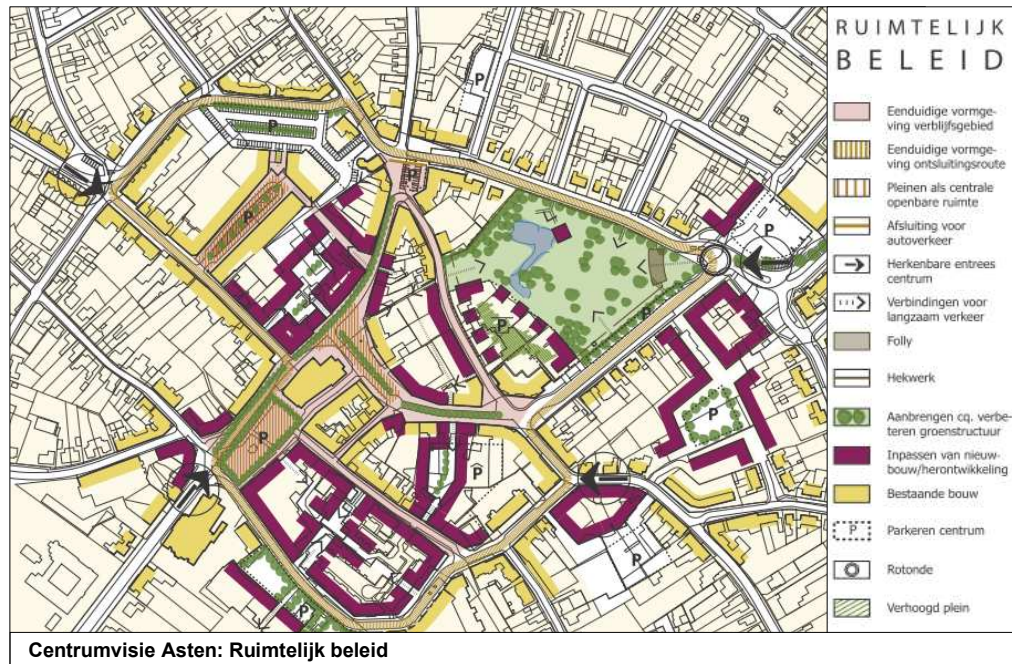 RUIMTELIJK
BELEID
Eenduidige vormge-
ving verblijfsgebied
Eenduidige vormge-
ving ontsluitingsroute
Pleinen als centrale
openbare ruimte
Afsluiting voor
autoverkeer
Herkenbare entrees
centrum
Verbindingen voor
langzaam verkeer
Folly
Hekwerk
Aanbrengen cq. verbe-
teren groenstructuur
Inpassen van nieuw-
bouw/herontwikkeling
Bestaande bouw
P
Parkeren centrum
Rotonde
Verhoogd plein
P
P
P
P
P
P
P
P
P
P
P
P
Centrumvisie Asten: Ruimtelijk beleid